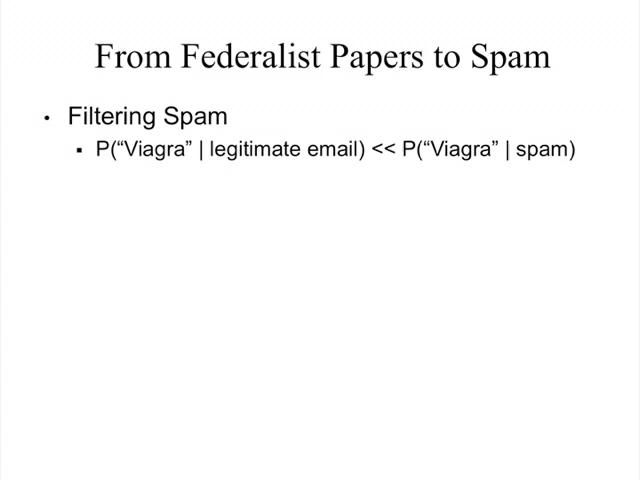 From Federalist Papers to Spam
• Filtering Spam
▪ P(“Viagra” | legitimate email) << P(“Viagra” | spam)